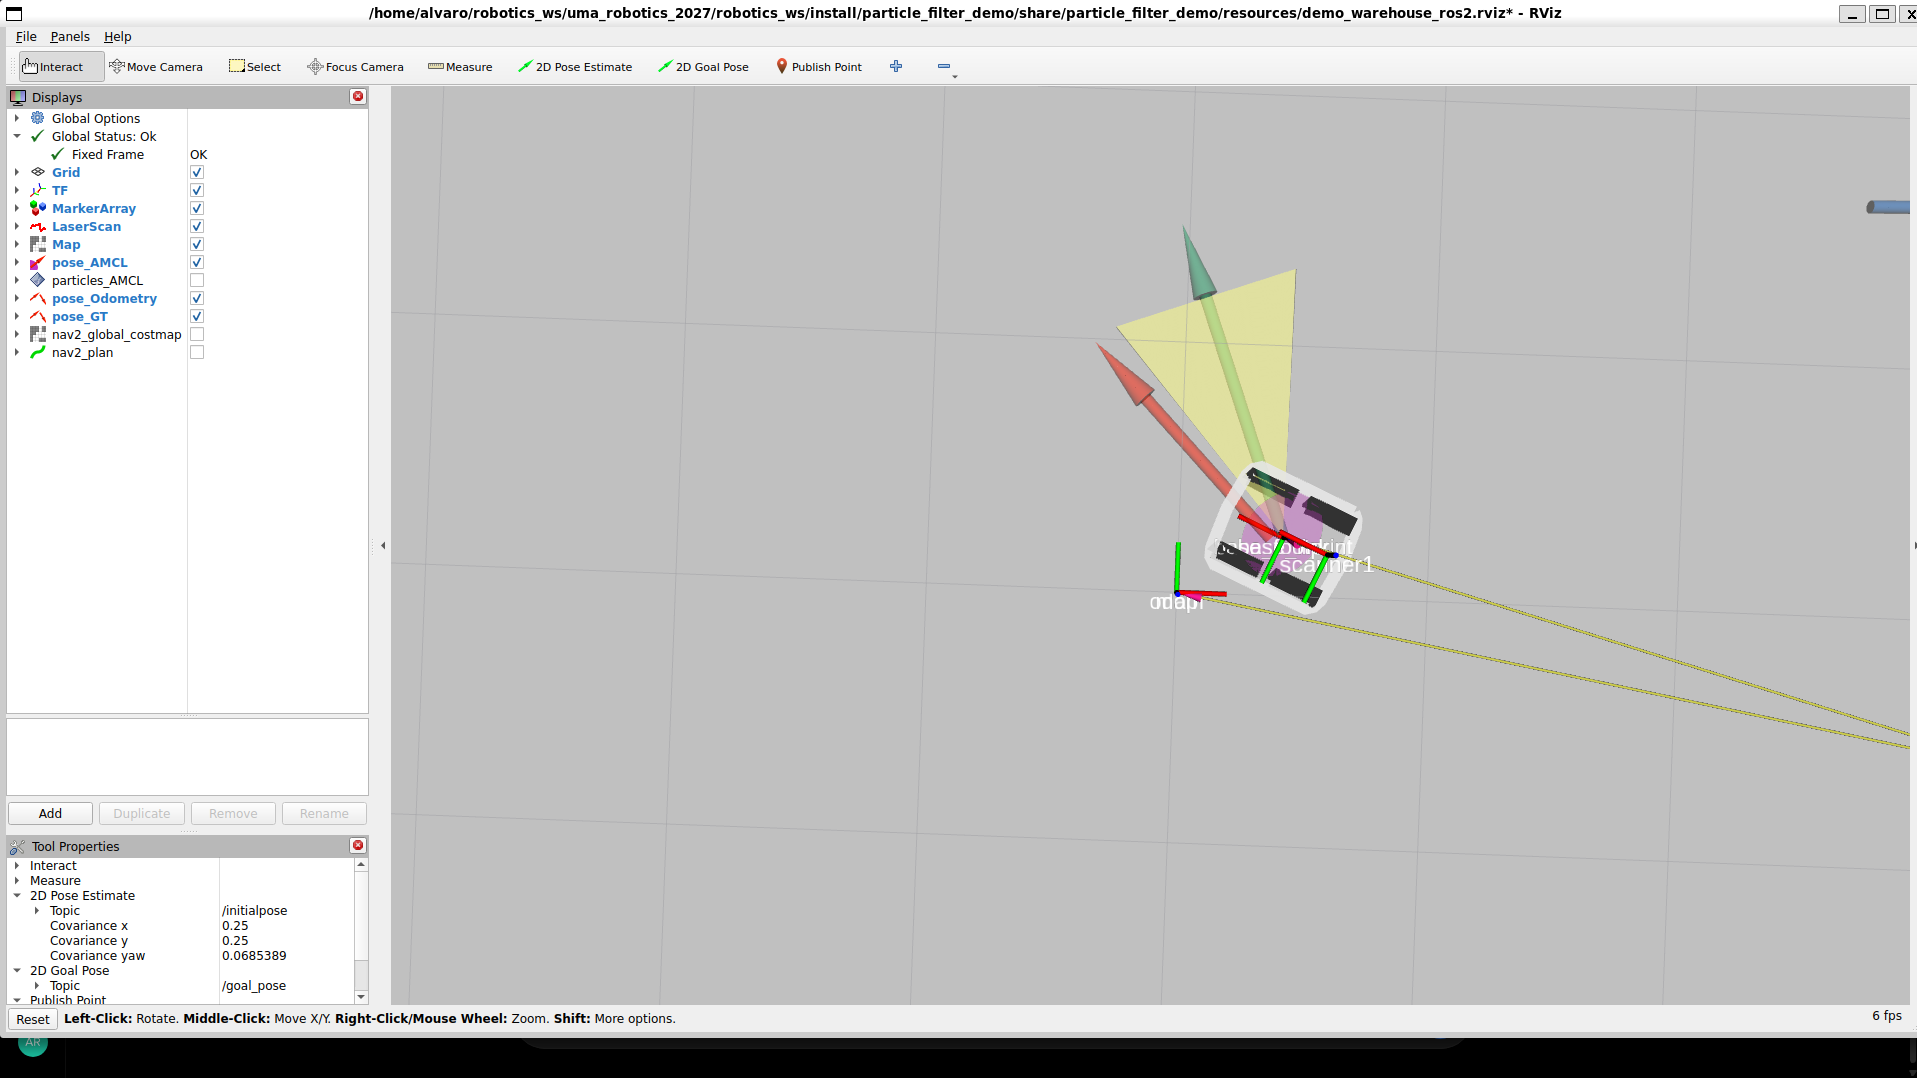 /home/alvaro/robotics_ws/uma_robotics_2027/robotics_ws/install/particle_filter_demo/share/particle_filter_demo/resources/demo_warehouse_ros2.rviz* - RViz
File Panels Help
Interact Move Camera Select Focus Camera Measure 2D Pose Estimate 2D Goal Pose Publish Point
Displays
Global Options
Global Status: Ok
Fixed Frame OK
Grid
TF
MarkerArray
LaserScan
Map
pose_AMCL
particles_AMCL
pose_Odometry
pose_GT
nav2_global_costmap
nav2_plan
scanner1
Add Duplicate Remove Rename
Tool Properties
Interact
Measure
2D Pose Estimate
Topic /initialpose
Covariance x 0.25
Covariance y 0.25
Covariance yaw 0.0685389
2D Goal Pose
Topic /goal_pose
Publish Point
Reset Left-Click: Rotate. Middle-Click: Move X/Y. Right-Click/Mouse Wheel: Zoom. Shift: More options. 6 fps
AR